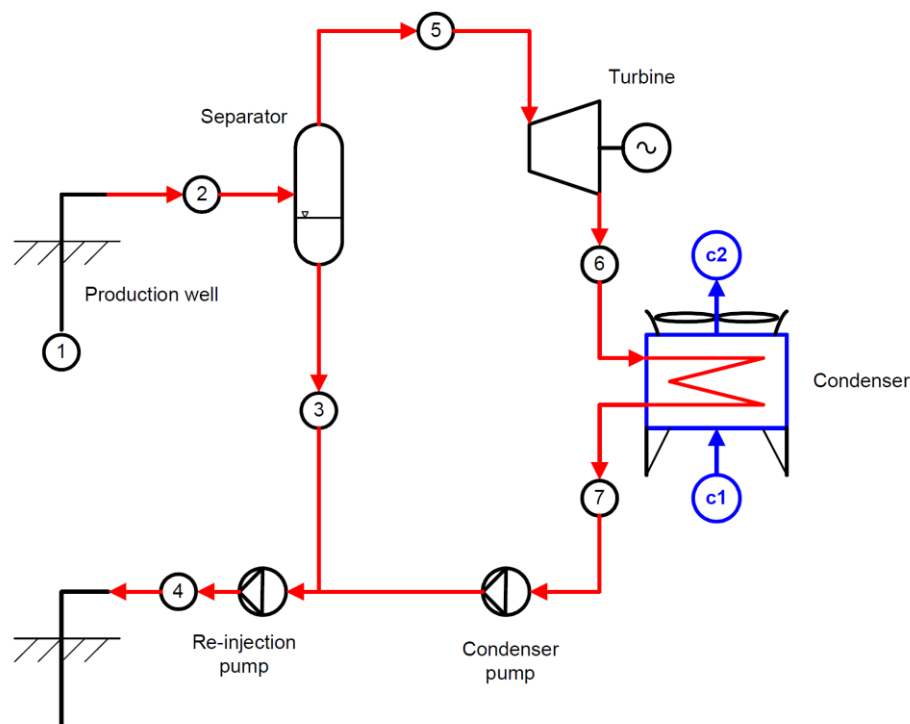 5
Turbine
Separator
2
c2
6
Production well
1
Condenser
3
c1
7
4
Re-injection
pump
Condenser
pump